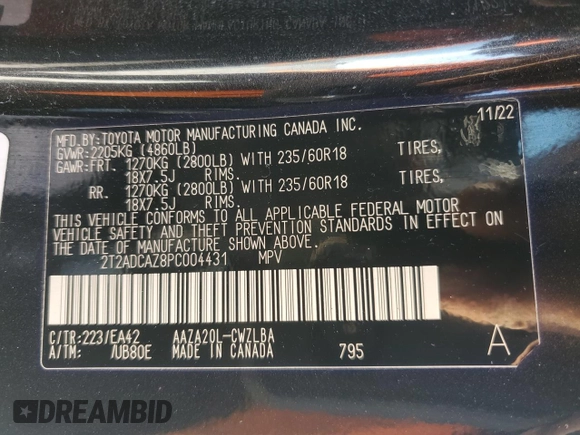 11/22
MFD.BY:TOYOTA MOTOR MANUFACTURING CANADA INC.
GVWR:2205KG (4860LB)
GAWR:FRT. 1270KG (2800LB) WITH 235/60R18 TIRES,
18X7.5J RIMS.
RR. 1270KG (2800LB) WITH 235/60R18 TIRES,
18X7.5J RIMS.
THIS VEHICLE CONFORMS TO ALL APPLICABLE FEDERAL MOTOR
VEHICLE SAFETY AND THEFT PREVENTION STANDARDS IN EFFECT ON
THE DATE OF MANUFACTURE SHOWN ABOVE.
2T2ADCAZ8PC004431 MPV
C/TR:223/EA42 AAZA20L-CWZLBA
A/TM: /UB80E MADE IN CANADA 795 A
DREAMBID